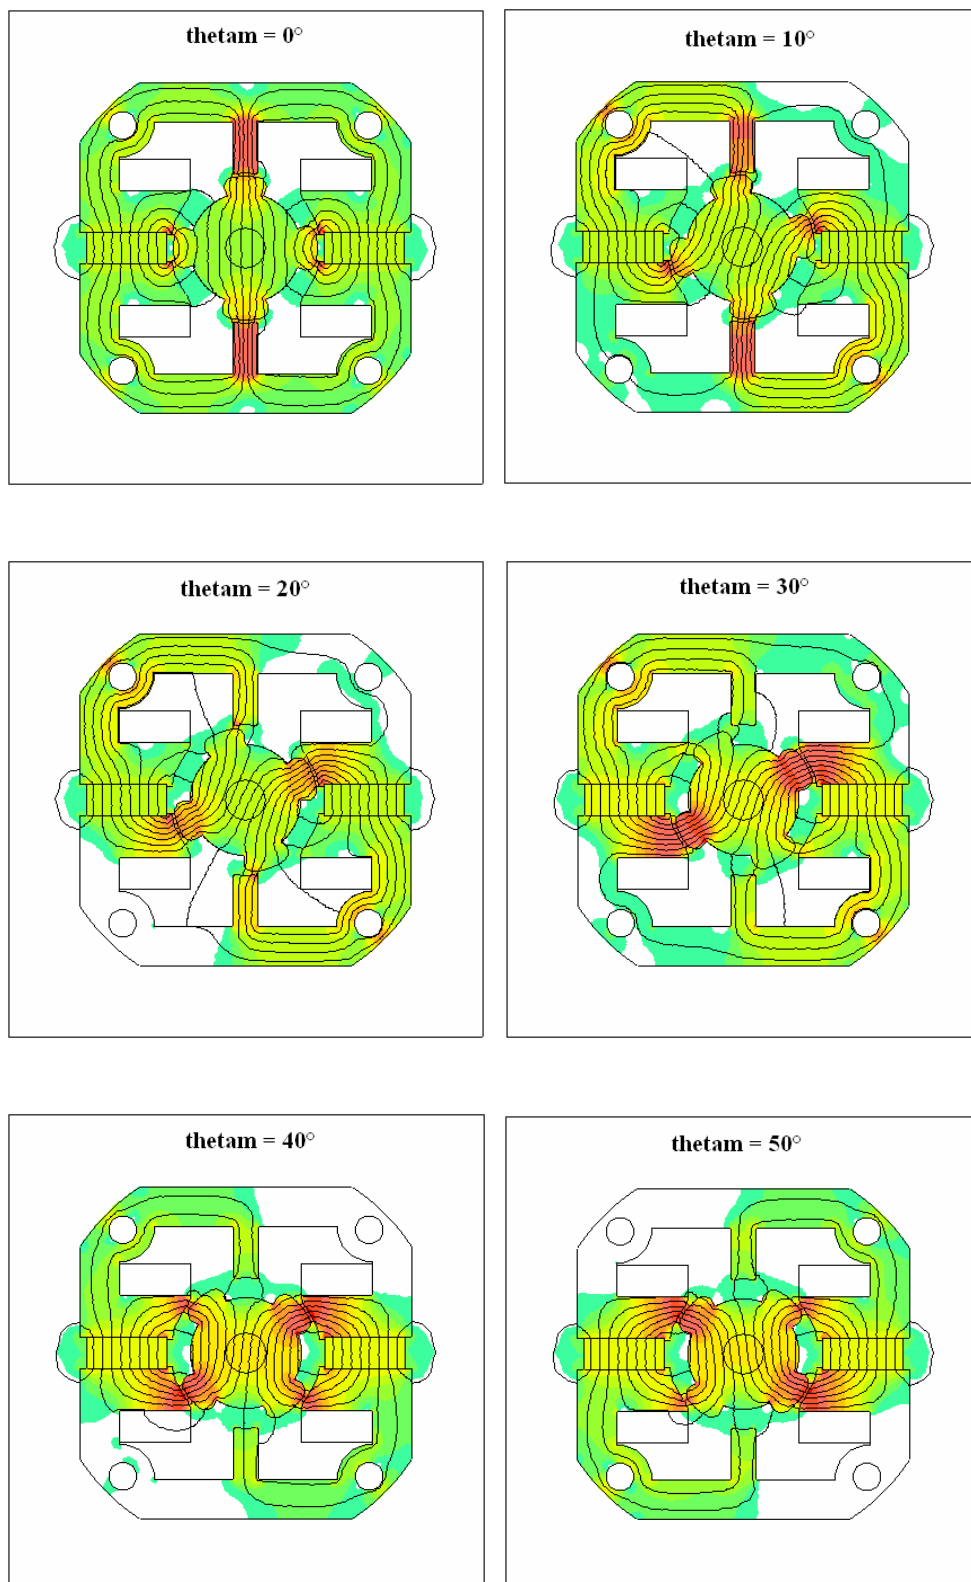 thetam = 0°
thetam = 10°
thetam = 20°
thetam = 30°
thetam = 40°
thetam = 50°